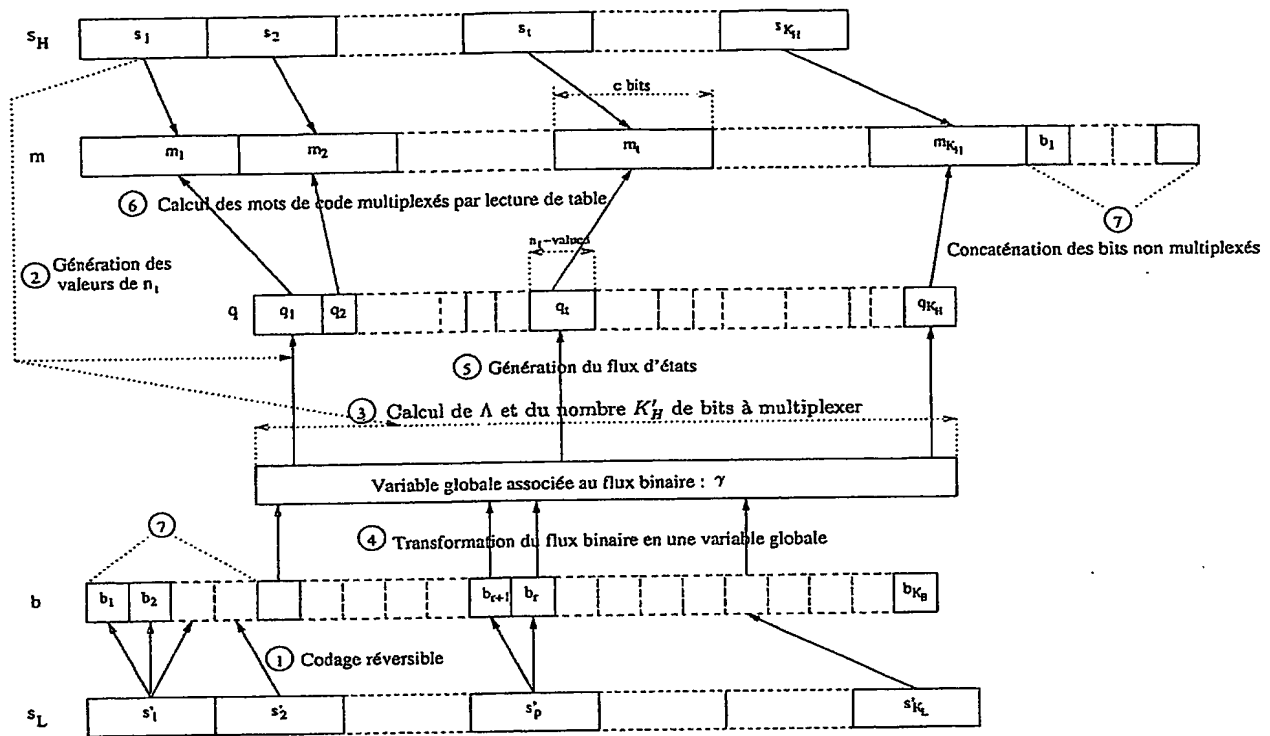 s_H s_1 s_2 s_t s_{K_H}
c bits
m m_1 m_2 m_t m_{K_H} b_1
⑥ Calcul des mots de code multiplexés par lecture de table
⑦
Concaténation des bits non multiplexés
n_t-valued
② Génération des
valeurs de n_t
q q_1 q_2 q_t q_{K_H}
⑤ Génération du flux d'états
③ Calcul de Λ et du nombre K'_H de bits à multiplexer
Variable globale associée au flux binaire : γ
⑦
④ Transformation du flux binaire en une variable globale
b b_1 b_2 b_{r+1} b_r b_{K_B}
① Codage réversible
s_L s'_1 s'_2 s'_p s'_{K_L}